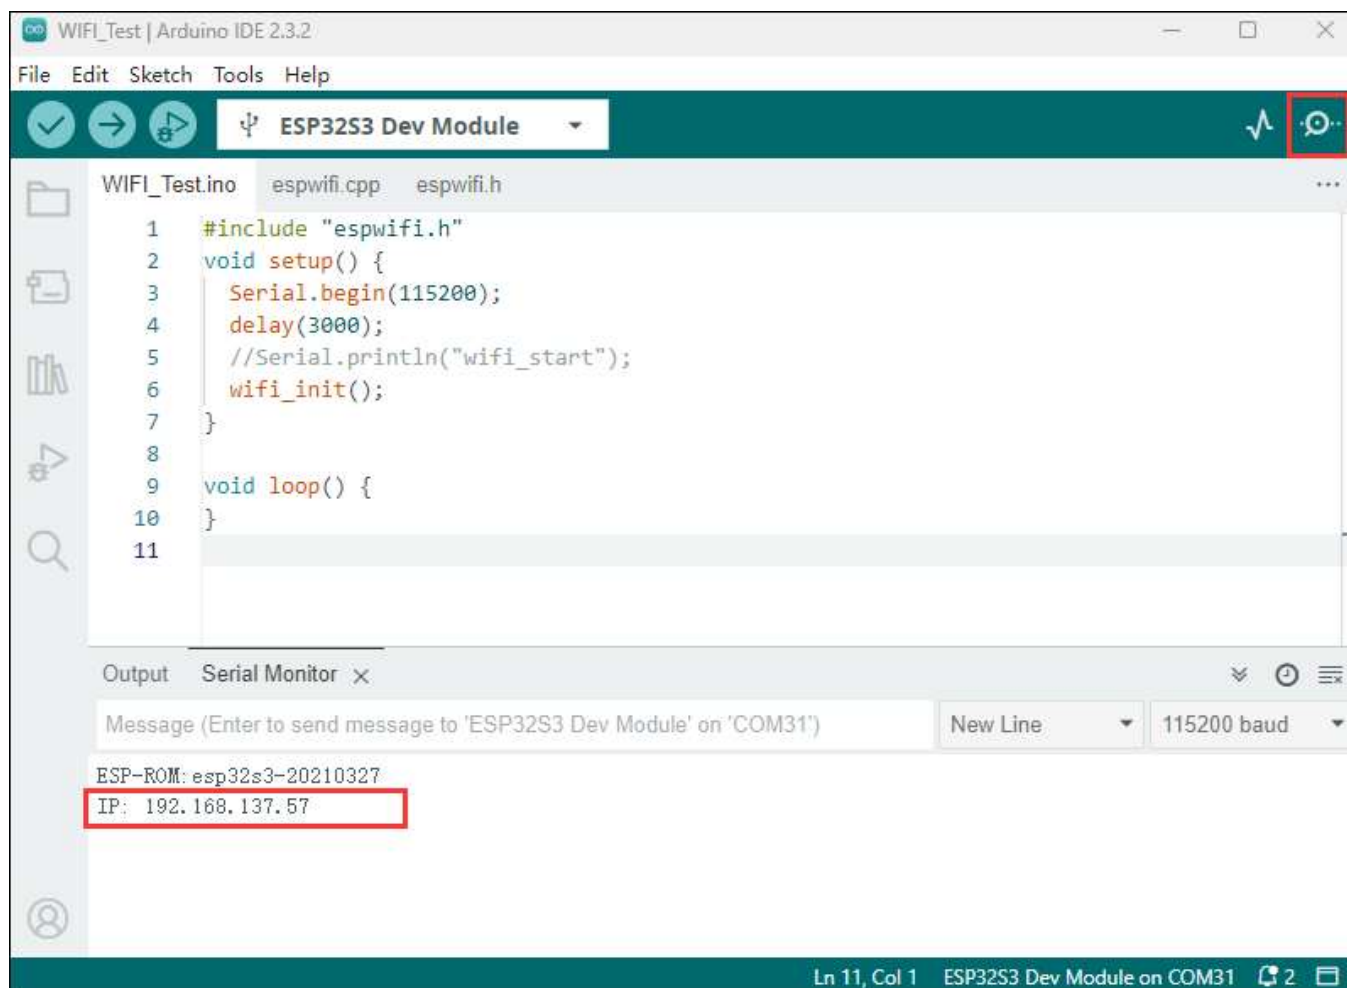 WIFI_Test | Arduino IDE 2.3.2
File Edit Sketch Tools Help
ESP32S3 Dev Module
WIFI_Test.ino espwifi.cpp espwifi.h
1 #include "espwifi.h"
2 void setup() {
3 Serial.begin(115200);
4 delay(3000);
5 //Serial.println("wifi_start");
6 wifi_init();
7 }
8
9 void loop() {
10 }
11
Output Serial Monitor
Message (Enter to send message to 'ESP32S3 Dev Module' on 'COM31') New Line 115200 baud
ESP-ROM:esp32s3-20210327
IP: 192.168.137.57
Ln 11, Col 1 ESP32S3 Dev Module on COM31 2